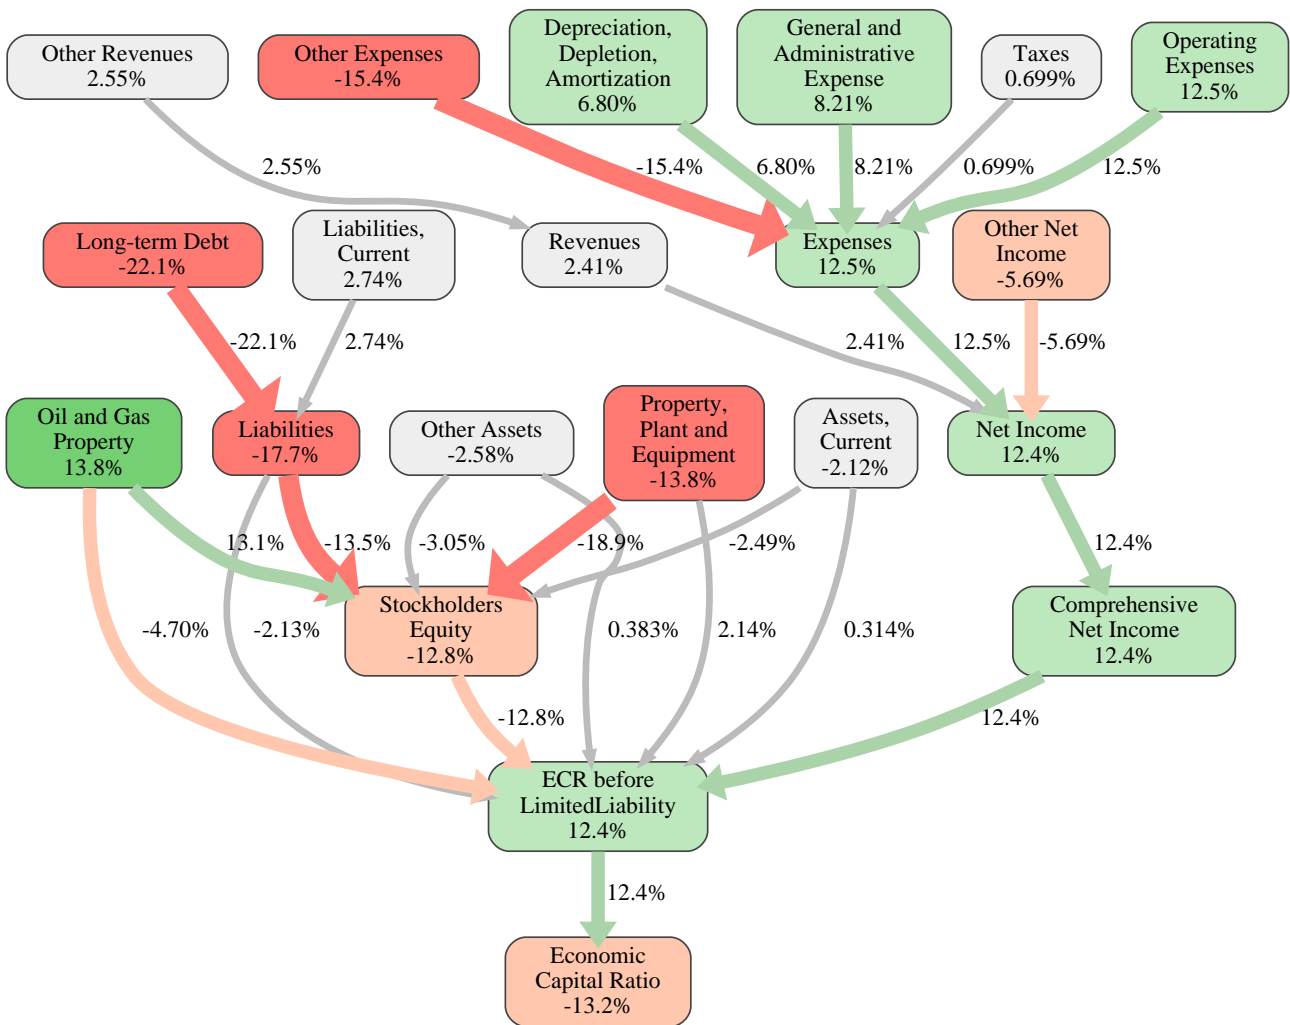 Other Revenues
2.55%
Other Expenses
-15.4%
Depreciation,
Depletion,
Amortization
6.80%
General and
Administrative
Expense
8.21%
Taxes
0.699%
Operating
Expenses
12.5%
2.55%
-15.4%
6.80%
8.21%
0.699%
12.5%
Long-term Debt
-22.1%
Liabilities,
Current
2.74%
Revenues
2.41%
Expenses
12.5%
Other Net
Income
-5.69%
-22.1%
2.74%
2.41%
12.5%
-5.69%
Oil and Gas
Property
13.8%
Liabilities
-17.7%
Other Assets
-2.58%
Property,
Plant and
Equipment
-13.8%
Assets,
Current
-2.12%
Net Income
12.4%
13.1%
-13.5%
-3.05%
-18.9%
-2.49%
12.4%
-4.70%
-2.13%
Stockholders
Equity
-12.8%
0.383%
2.14%
0.314%
Comprehensive
Net Income
12.4%
-12.8%
12.4%
ECR before
LimitedLiability
12.4%
12.4%
Economic
Capital Ratio
-13.2%